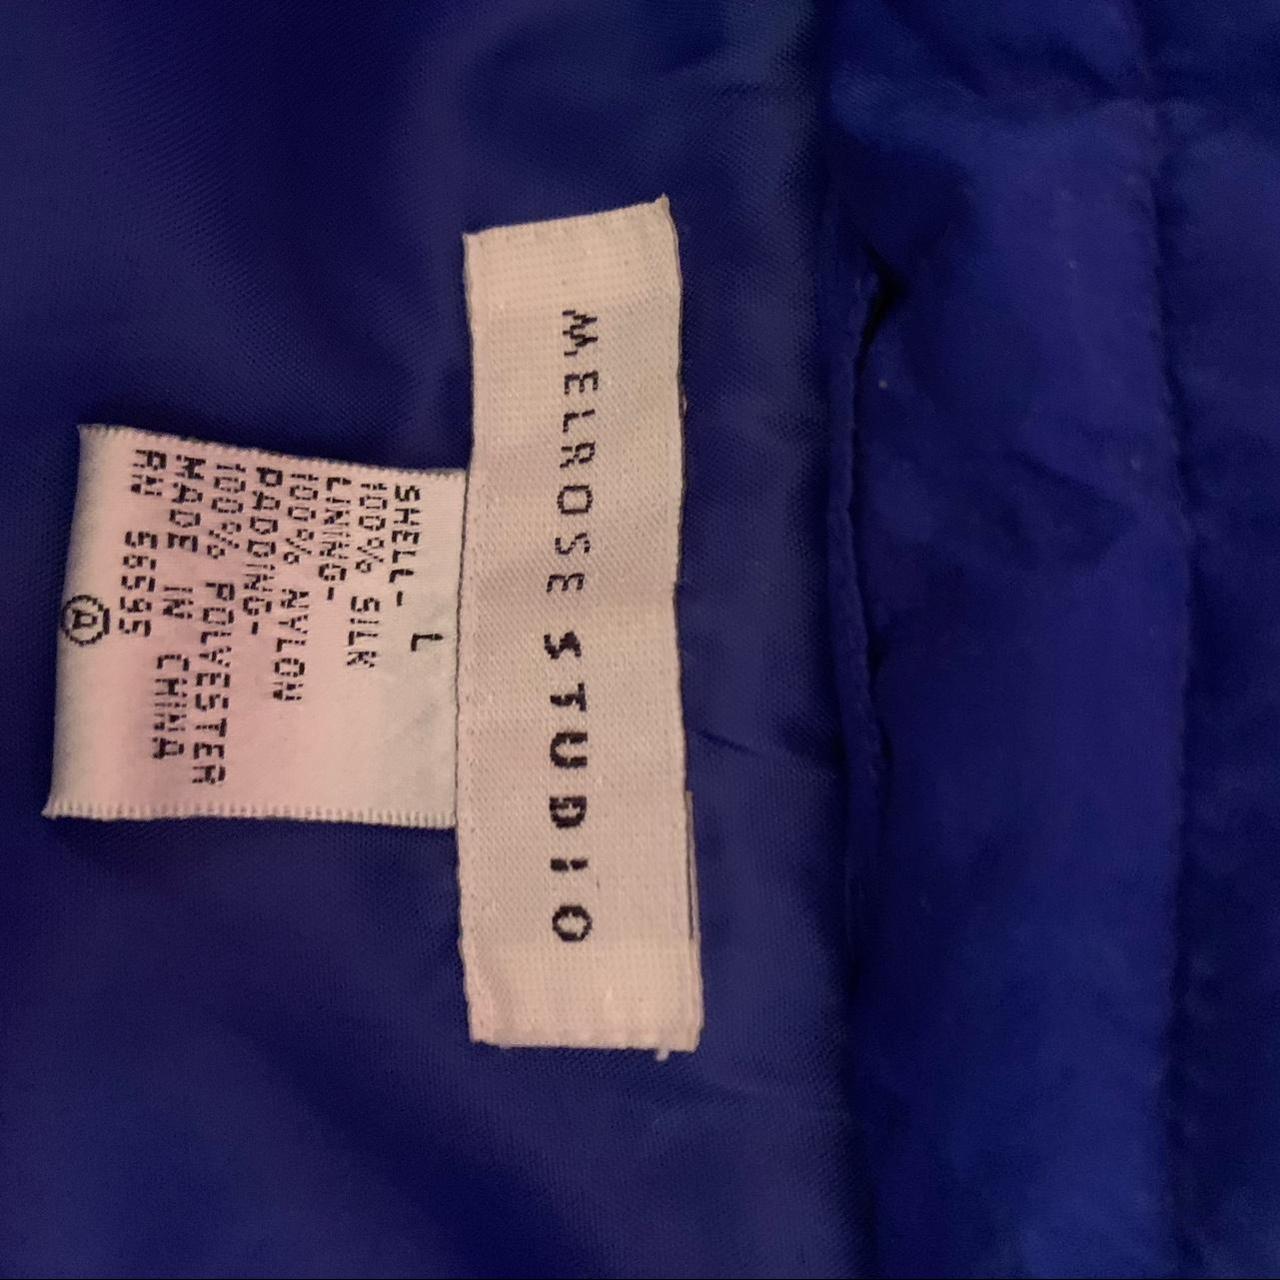 MELROSE STUDIO
L
SHELL-
100% SILK
LINING-
100% NYLON
PADDING-
100% POLYESTER
MADE IN CHINA
RN 56595